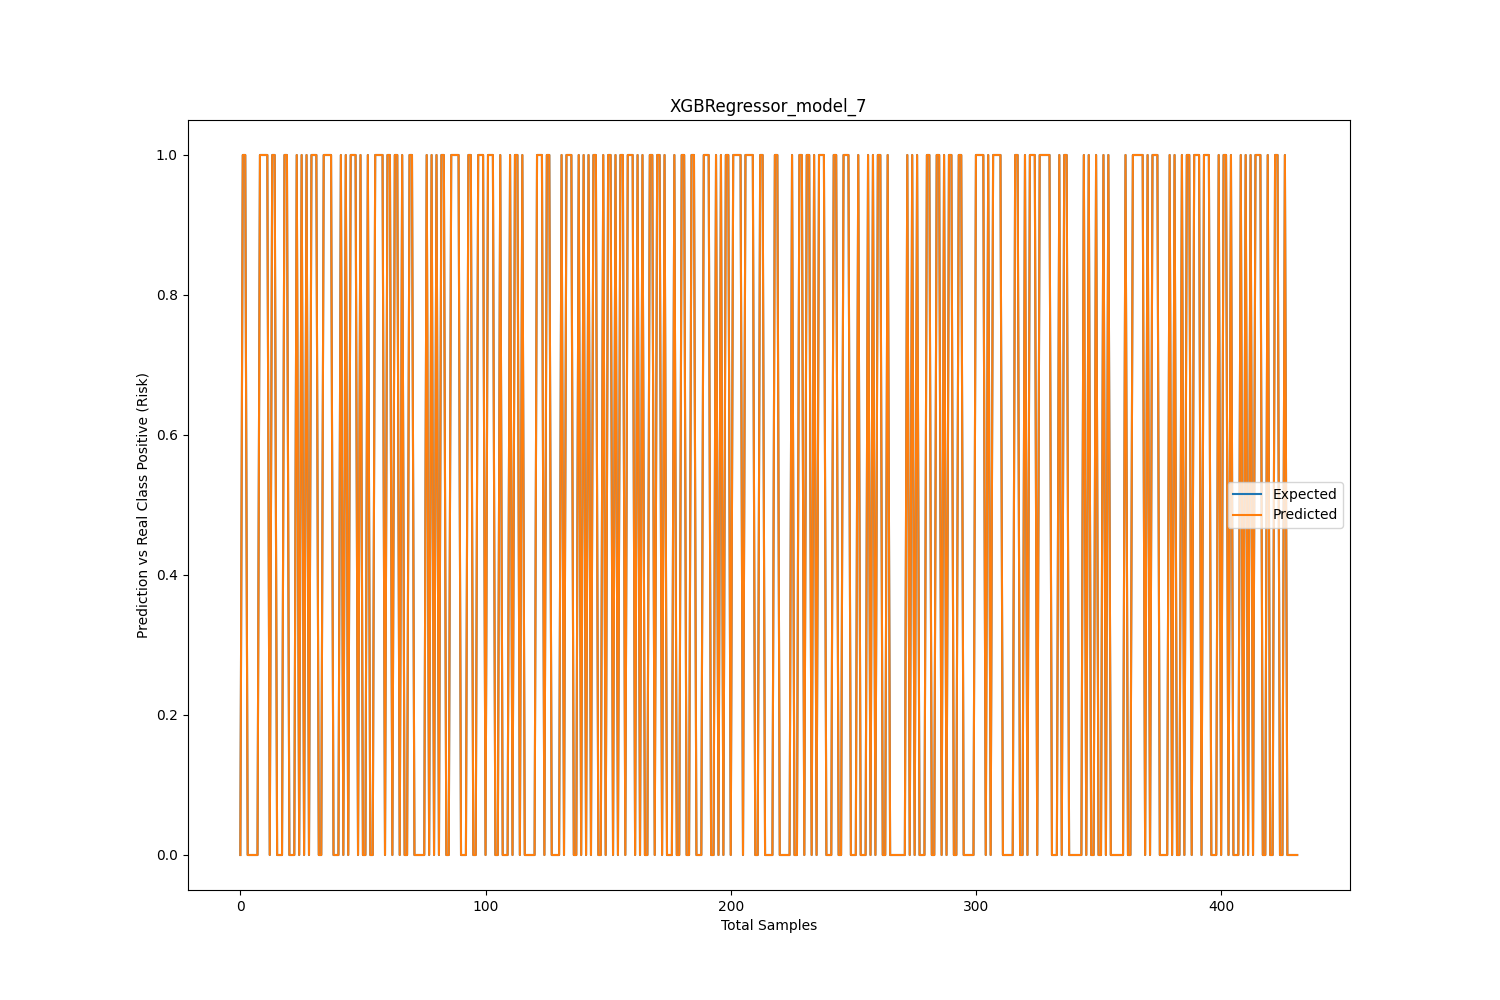 XGBRegressor_model_7
Prediction vs Real Class Positive (Risk)
1.0
0.8
0.6
0.4
0.2
0.0
Expected
Predicted
0 100 200 300 400
Total Samples